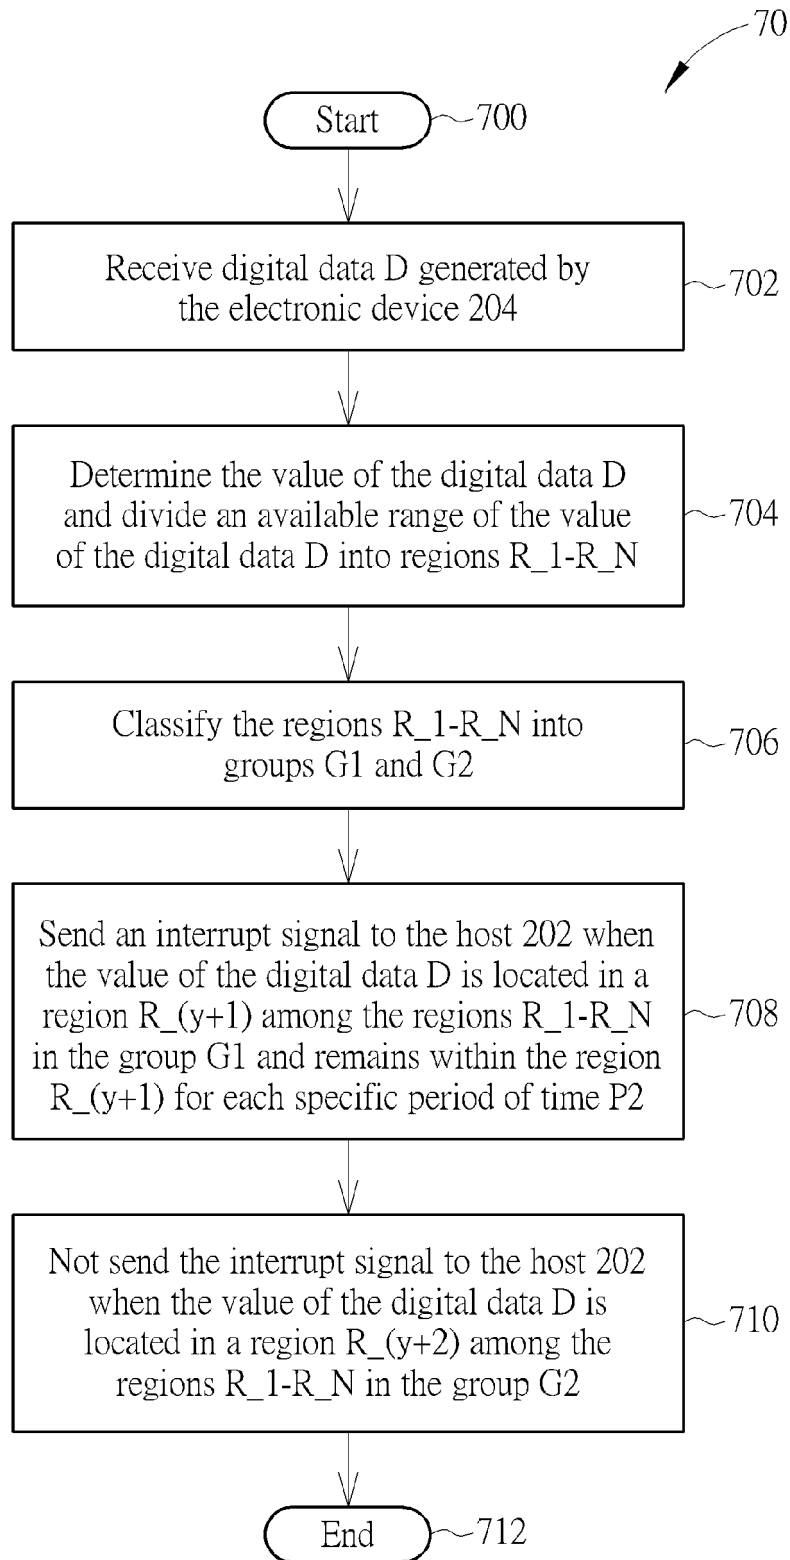 70
Start
700
Receive digital data D generated by
the electronic device 204
702
Determine the value of the digital data D
and divide an available range of the value
of the digital data D into regions R_1-R_N
704
Classify the regions R_1-R_N into
groups G1 and G2
706
Send an interrupt signal to the host 202 when
the value of the digital data D is located in a
region R_(y+1) among the regions R_1-R_N
in the group G1 and remains within the region
R_(y+1) for each specific period of time P2
708
Not send the interrupt signal to the host 202
when the value of the digital data D is
located in a region R_(y+2) among the
regions R_1-R_N in the group G2
710
End
712